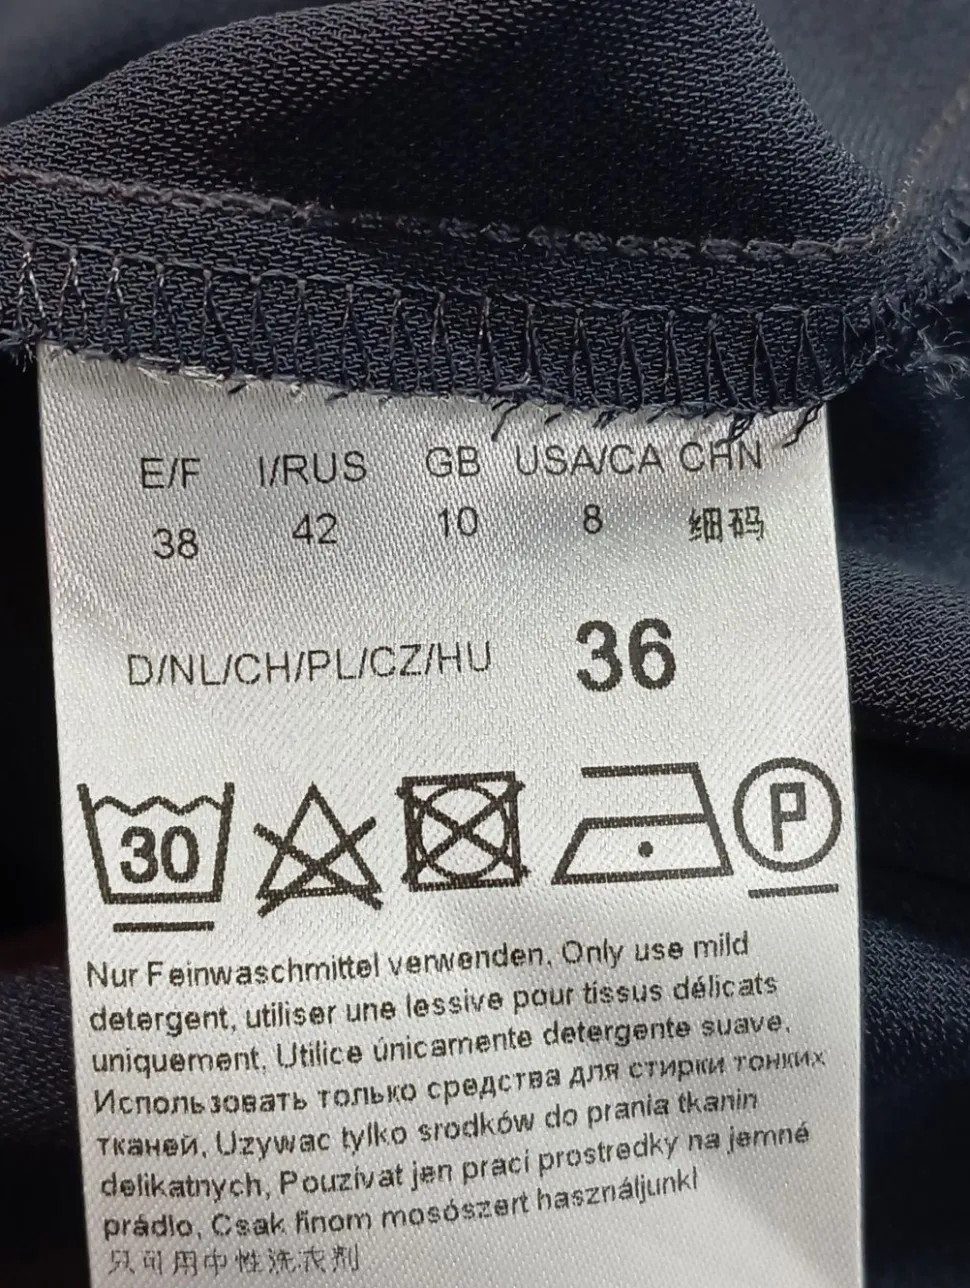 E/F I/RUS GB USA/CA CHN
38 42 10 8 细码
D/NL/CH/PL/CZ/HU 36
30 P
Nur Feinwaschmittel verwenden, Only use mild
detergent, utiliser une lessive pour tissus délicats
uniquement, Utilice únicamente detergente suave,
Использовать только средства для стирки тонких
тканей, Uzywac tylko srodków do prania tkanin
delikatnych, Pouzívat jen prací prostredky na jemné
prádlo, Csak finom mosószert használjunk!
只可用中性洗衣剂